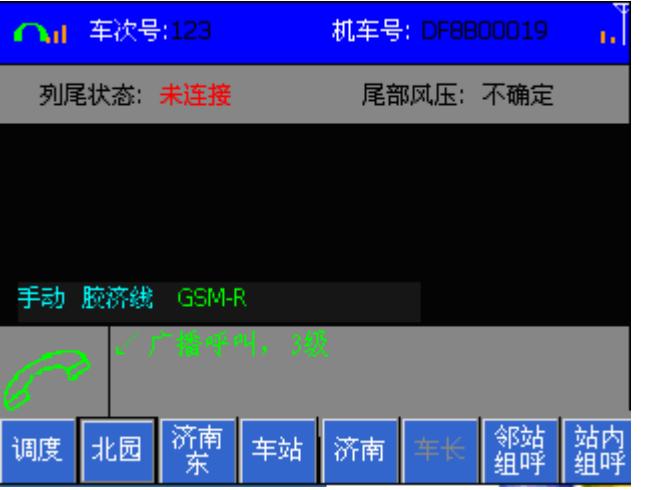 车次号:123 机车号: DF8B00019
列尾状态: 未连接 尾部风压: 不确定
手动 胶济线 GSM-R
✓ 广播呼叫, 3级
调度 北园 济南东 车站 济南 车长 邻站组呼 站内组呼